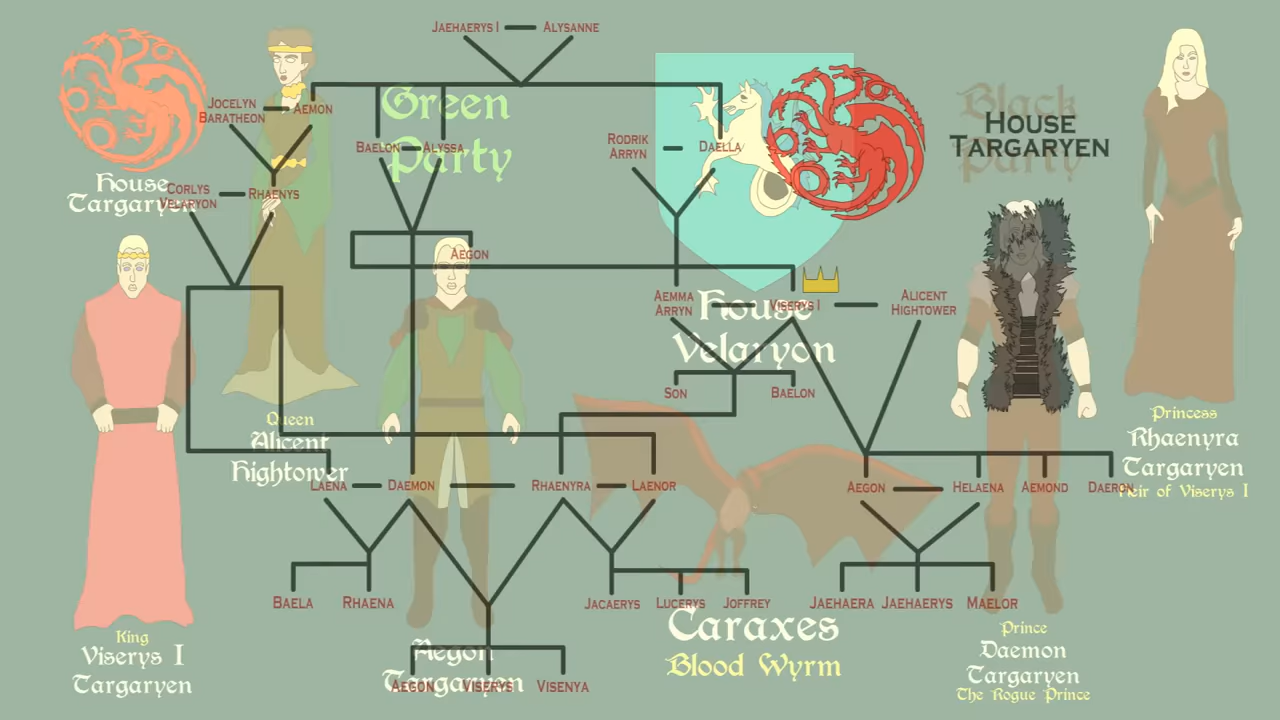 JAEHAERYS I
ALYSANNE
JOCELYN
BARATHEON
AEMON
Green
Party
BAELON
ALYSSA
RODRIK
ARRYN
DAELLA
Black
Party
HOUSE
TARGARYEN
House
Targaryen
CORLYS
VELARYON
RHAENYS
AEGON
AEMMA
ARRYN
VISERYS I
ALICENT
HIGHTOWER
House
Velaryon
SON
BAELON
Queen
Alicent
Hightower
Princess
Rhaenyra
Targaryen
Heir of Viserys I
LAENA
DAEMON
RHAENYRA
LAENOR
AEGON
HELAENA
AEMOND
DAERON
BAELA
RHAENA
JACAERYS
LUCERYS
JOFFREY
JAEHAERA
JAEHAERYS
MAELOR
King
Viserys I
Targaryen
Aegon
Targaryen
AEGON
VISERYS
VISENYA
Caraxes
Blood Wyrm
Prince
Daemon
Targaryen
The Rogue Prince